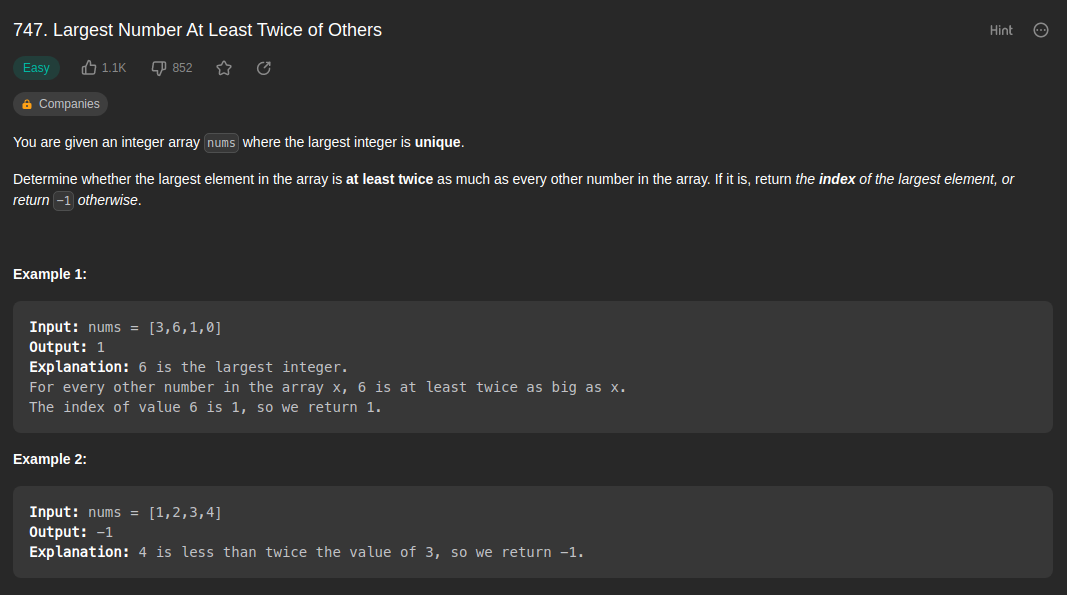 747. Largest Number At Least Twice of Others
Hint
Easy
1.1K
852
Companies
You are given an integer array nums where the largest integer is unique.
Determine whether the largest element in the array is at least twice as much as every other number in the array. If it is, return the index of the largest element, or
return -1 otherwise.
Example 1:
Input: nums = [3,6,1,0]
Output: 1
Explanation: 6 is the largest integer.
For every other number in the array x, 6 is at least twice as big as x.
The index of value 6 is 1, so we return 1.
Example 2:
Input: nums = [1,2,3,4]
Output: -1
Explanation: 4 is less than twice the value of 3, so we return -1.